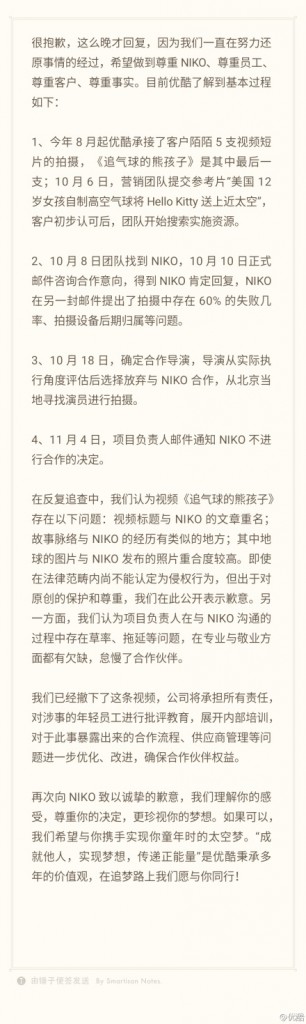 很抱歉，这么晚才回复，因为我们一直在努力还
原事情的经过，希望做到尊重 NIKO、尊重员工、
尊重客户、尊重事实。目前优酷了解到基本过程
如下：
1、今年 8 月起优酷承接了客户陌陌 5 支视频短
片的拍摄，《追气球的熊孩子》是其中最后一
支；10 月 6 日，营销团队提交参考片“美国 12
岁女孩自制高空气球将 Hello Kitty 送上近太空”，
客户初步认可后，团队开始搜索实施资源。
2、10 月 8 日团队找到 NIKO，10 月 10 日正式
邮件咨询合作意向，得到 NIKO 肯定回复，NIKO
在另一封邮件提出了拍摄中存在 60% 的失败几
率、拍摄设备后期归属等问题。
3、10 月 18 日，确定合作导演，导演从实际执
行角度评估后选择放弃与 NIKO 合作，从北京当
地寻找演员进行拍摄。
4、11 月 4 日，项目负责人邮件通知 NIKO 不进
行合作的决定。
在反复追查中，我们认为视频《追气球的熊孩子》
存在以下问题：视频标题与 NIKO 的文章重名；
故事脉络与 NIKO 的经历有类似的地方；其中地
球的图片与 NIKO 发布的照片重合度较高。即使
在法律范畴内尚不能认定为侵权行为，但出于对
原创的保护和尊重，我们在此公开表示歉意。另
一方面，我们认为项目负责人在与 NIKO 沟通的
过程中存在草率、拖延等问题，在专业与敬业方
面都有欠缺，怠慢了合作伙伴。
我们已经撤下了这条视频，公司将承担所有责任，
对涉事的年轻员工进行批评教育，展开内部培训，
对于此事暴露出来的合作流程、供应商管理等问
题进一步优化、改进，确保合作伙伴权益。
再次向 NIKO 致以诚挚的歉意，我们理解你的感
受，尊重你的决定，更珍视你的梦想。如果可以，
我们希望与你携手实现你童年时的太空梦。“成
就他人，实现梦想，传递正能量”是优酷秉承多
年的价值观，在追梦路上我们愿与你同行！
由锤子便签发送 By Smartisan Notes
@优酷